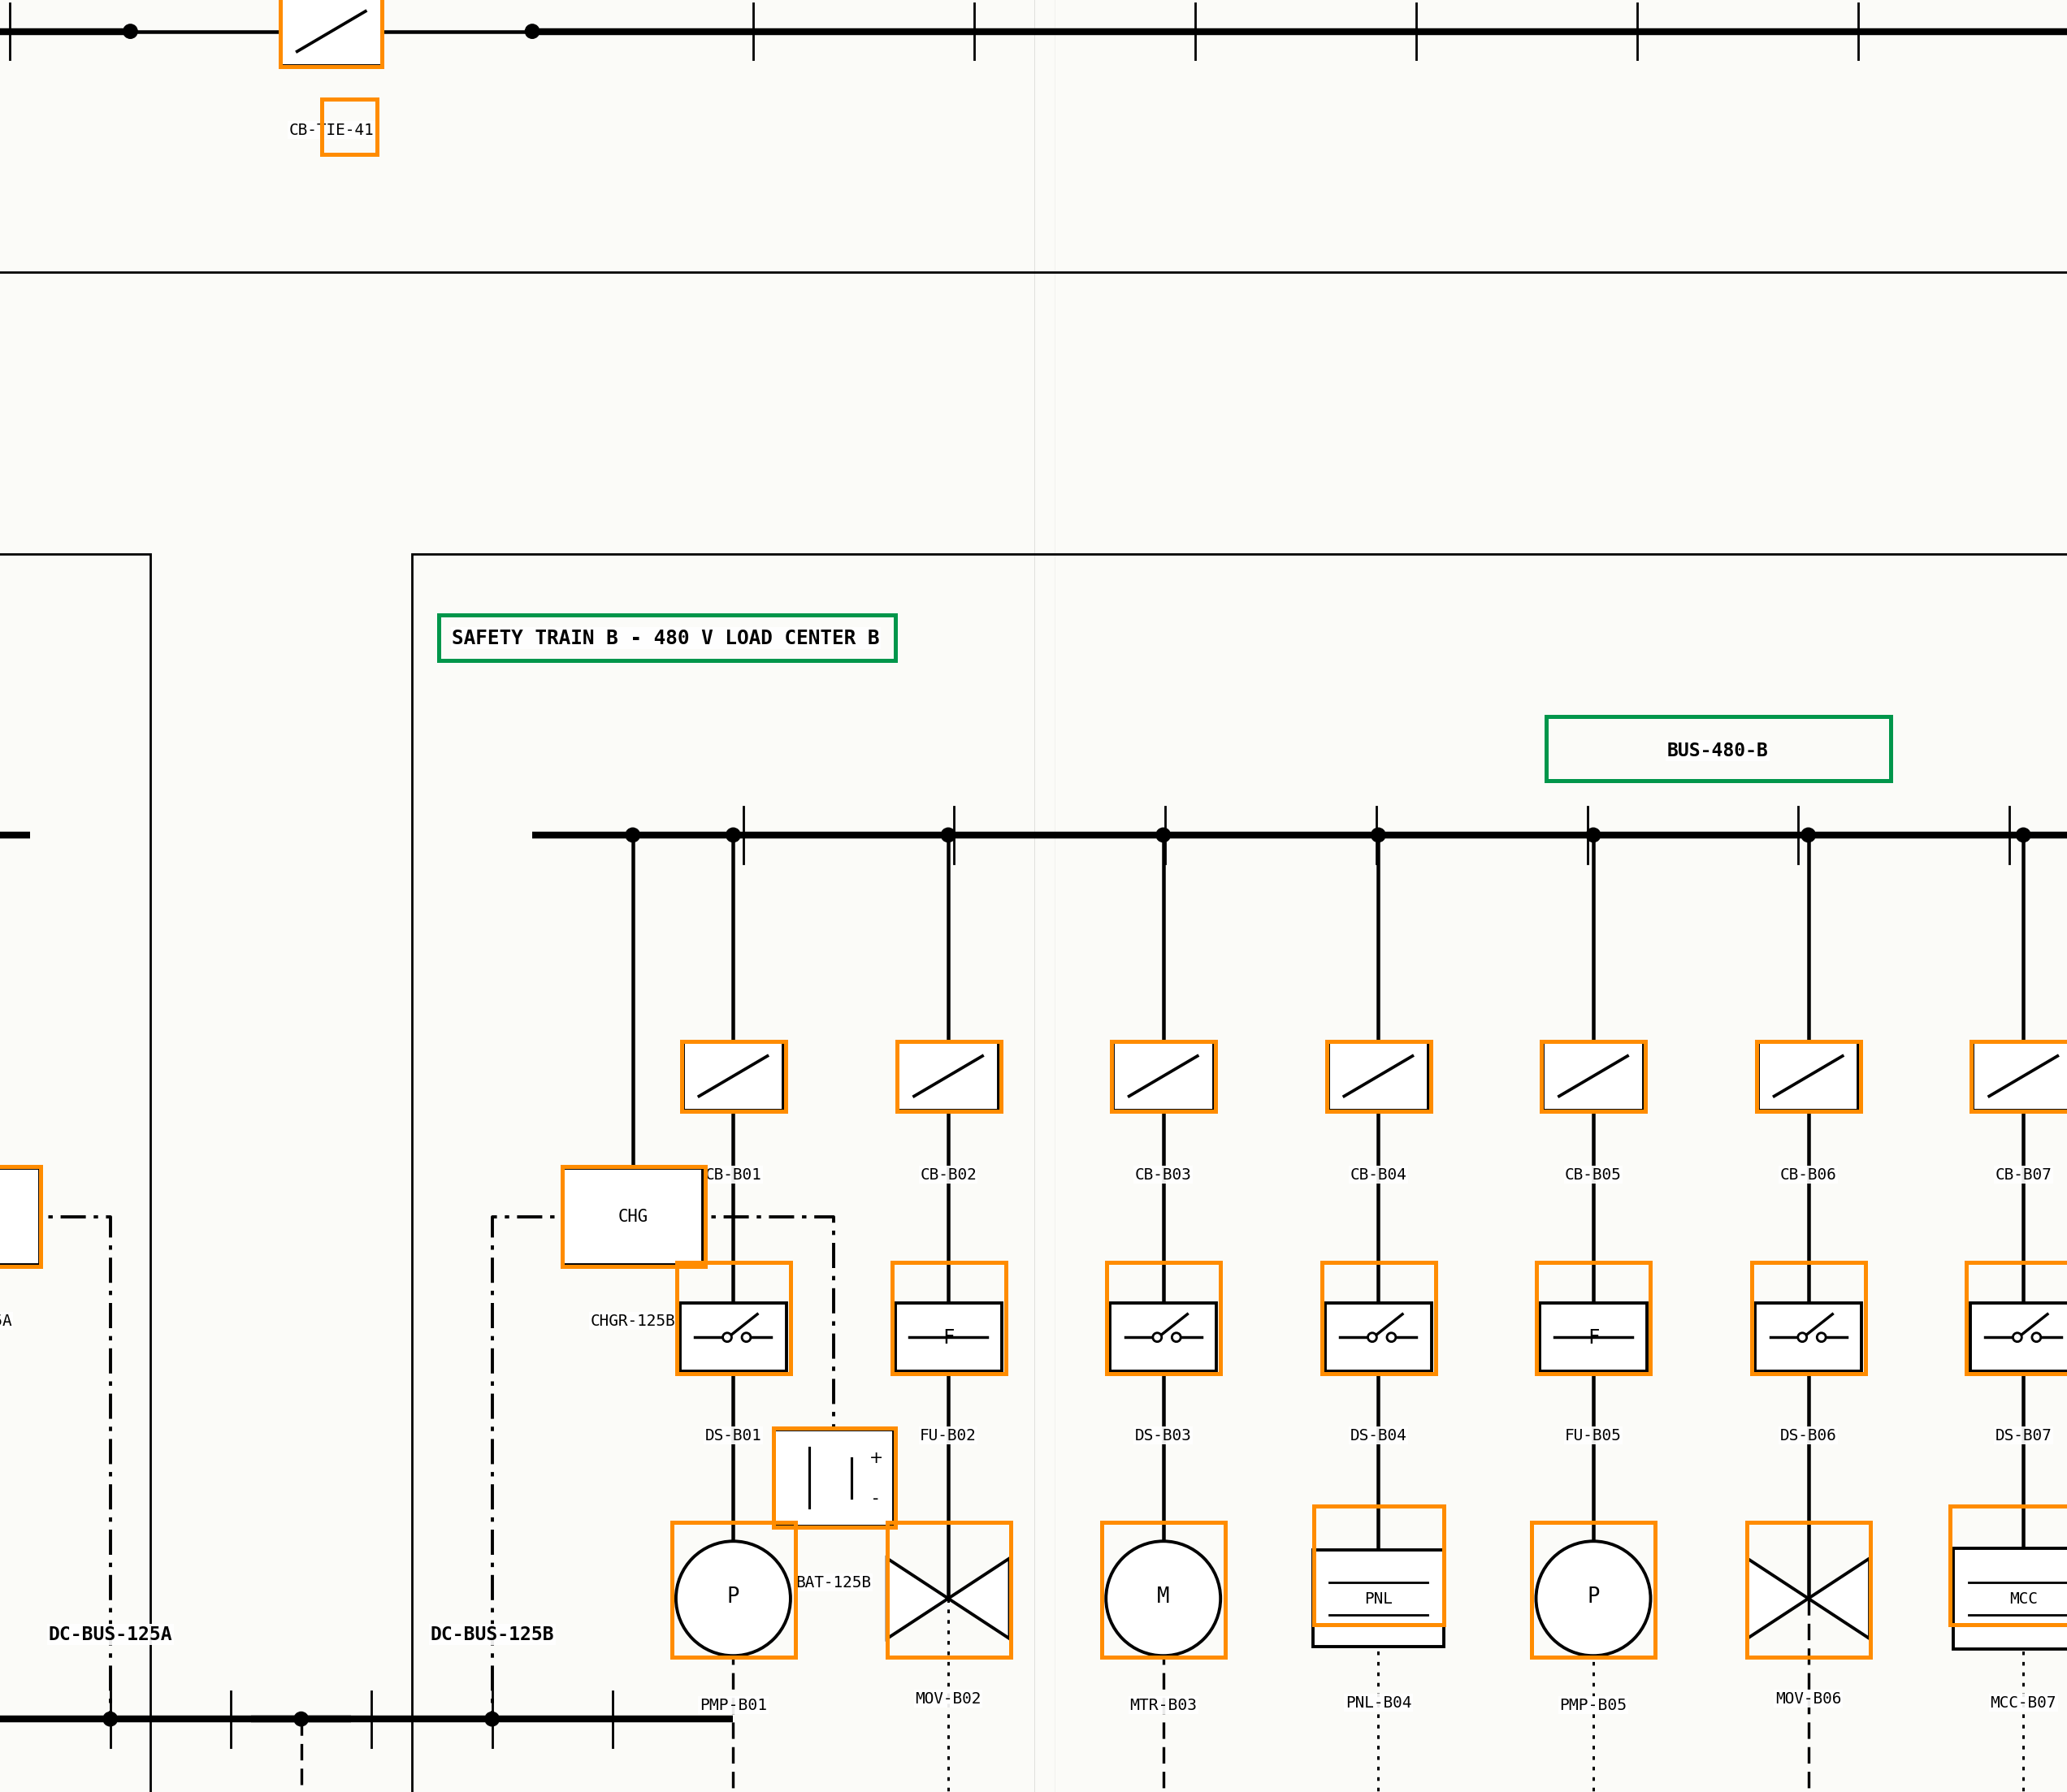 CB-TIE-41
SAFETY TRAIN B - 480 V LOAD CENTER B
BUS-480-B
CB-B01 CB-B02 CB-B03 CB-B04 CB-B05 CB-B06 CB-B07
CHG
5A CHGR-125B F F
DS-B01 FU-B02 DS-B03 DS-B04 FU-B05 DS-B06 DS-B07
+
-
BAT-125B
P M PNL P MCC
DC-BUS-125A DC-BUS-125B
PMP-B01 MOV-B02 MTR-B03 PNL-B04 PMP-B05 MOV-B06 MCC-B07